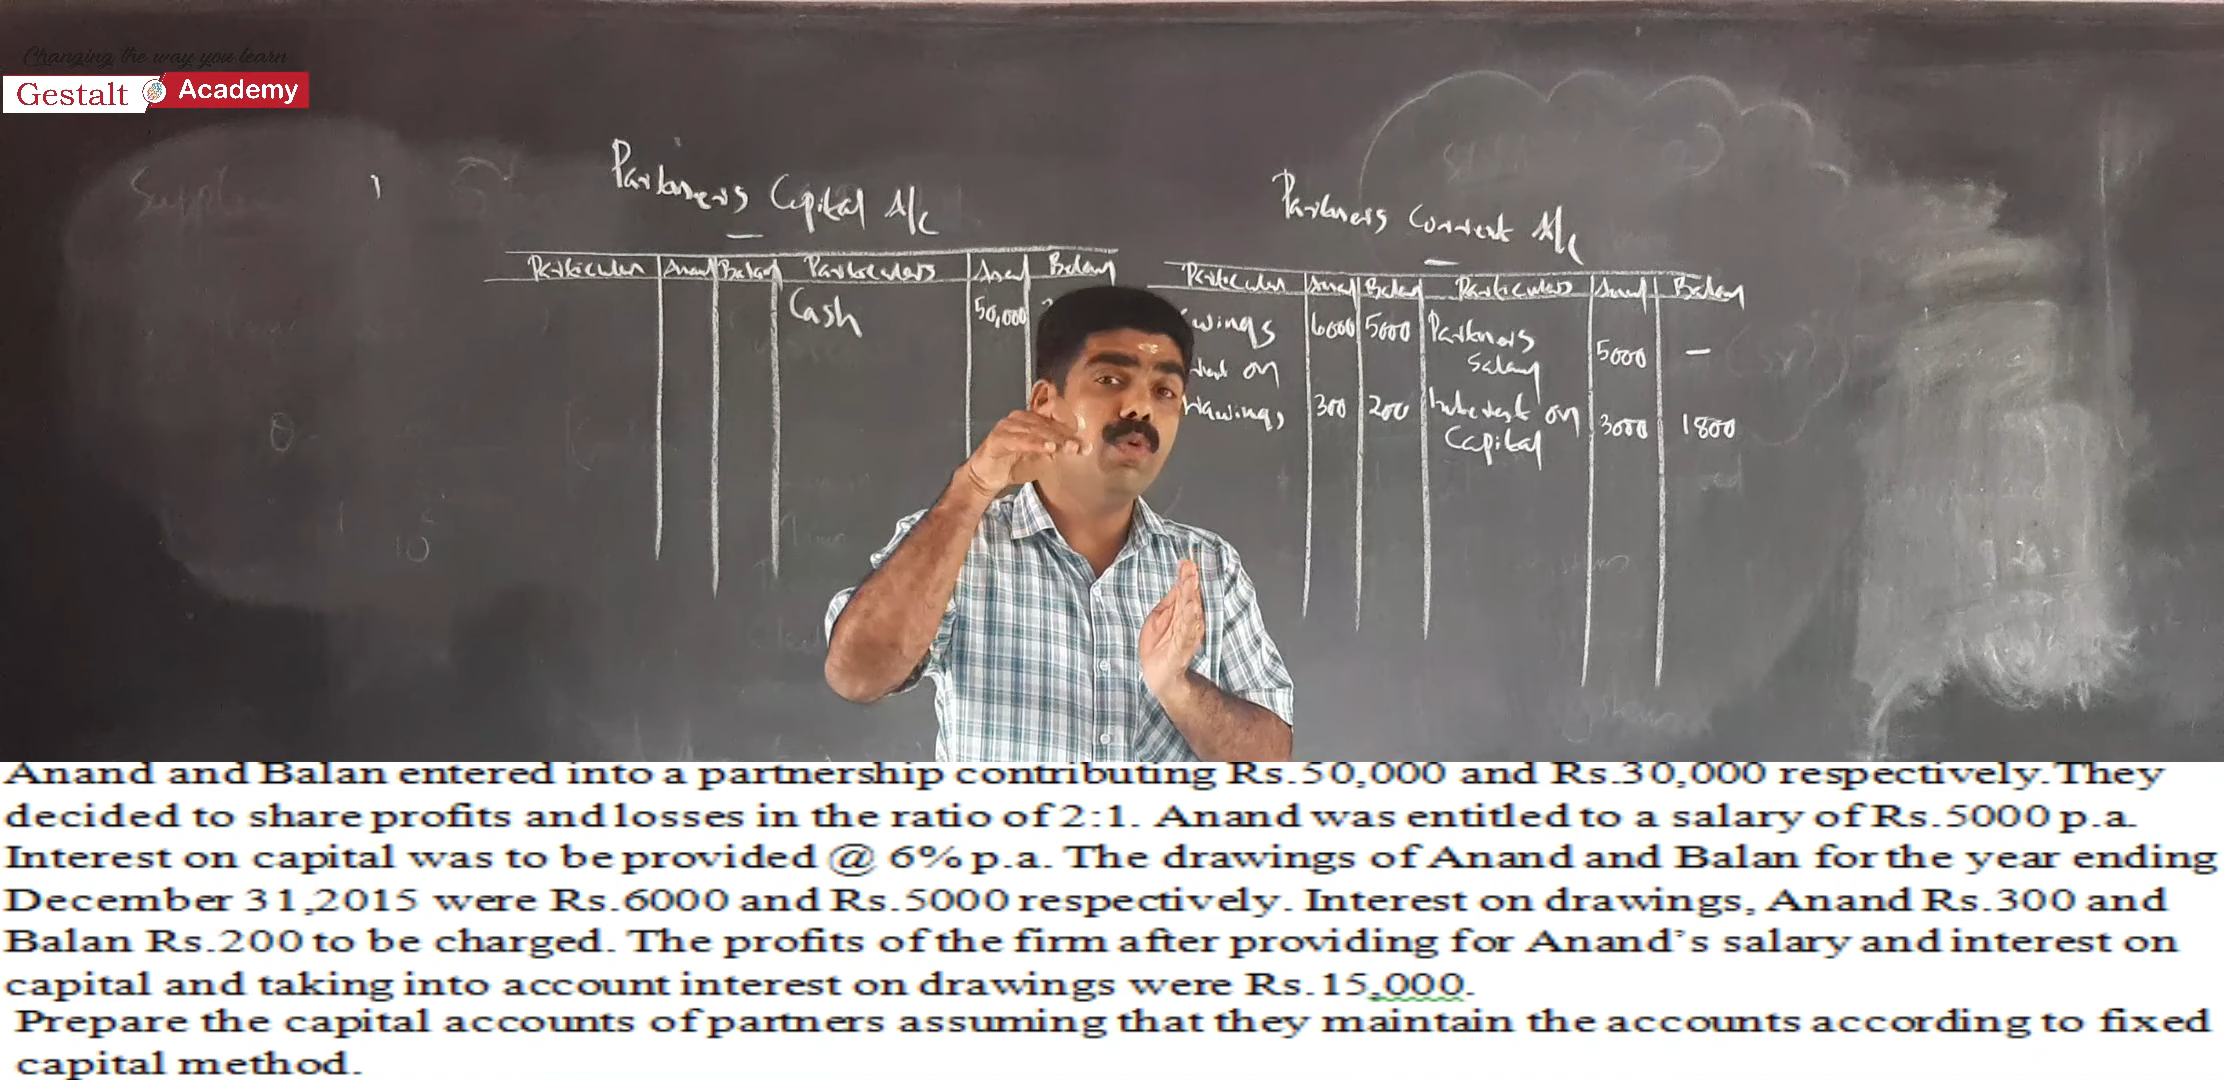 Changing the way you learn
Gestalt Academy
Partners Capital A/c
Particulars Anand Balan Particulars Anand Balan
Cash 50,000
Partners Current A/c
Particulars Anand Balan Particulars Anand Balan
wings 6000 5000 Partners
Salary 5000 —
on
Drawings 300 200 Interest on
Capital 3000 1800
Anand and Balan entered into a partnership contributing Rs.50,000 and Rs.30,000 respectively.They
decided to share profits and losses in the ratio of 2:1. Anand was entitled to a salary of Rs.5000 p.a.
Interest on capital was to be provided @ 6% p.a. The drawings of Anand and Balan for the year ending
December 31,2015 were Rs.6000 and Rs.5000 respectively. Interest on drawings, Anand Rs.300 and
Balan Rs.200 to be charged. The profits of the firm after providing for Anand's salary and interest on
capital and taking into account interest on drawings were Rs.15,000.
Prepare the capital accounts of partners assuming that they maintain the accounts according to fixed
capital method.